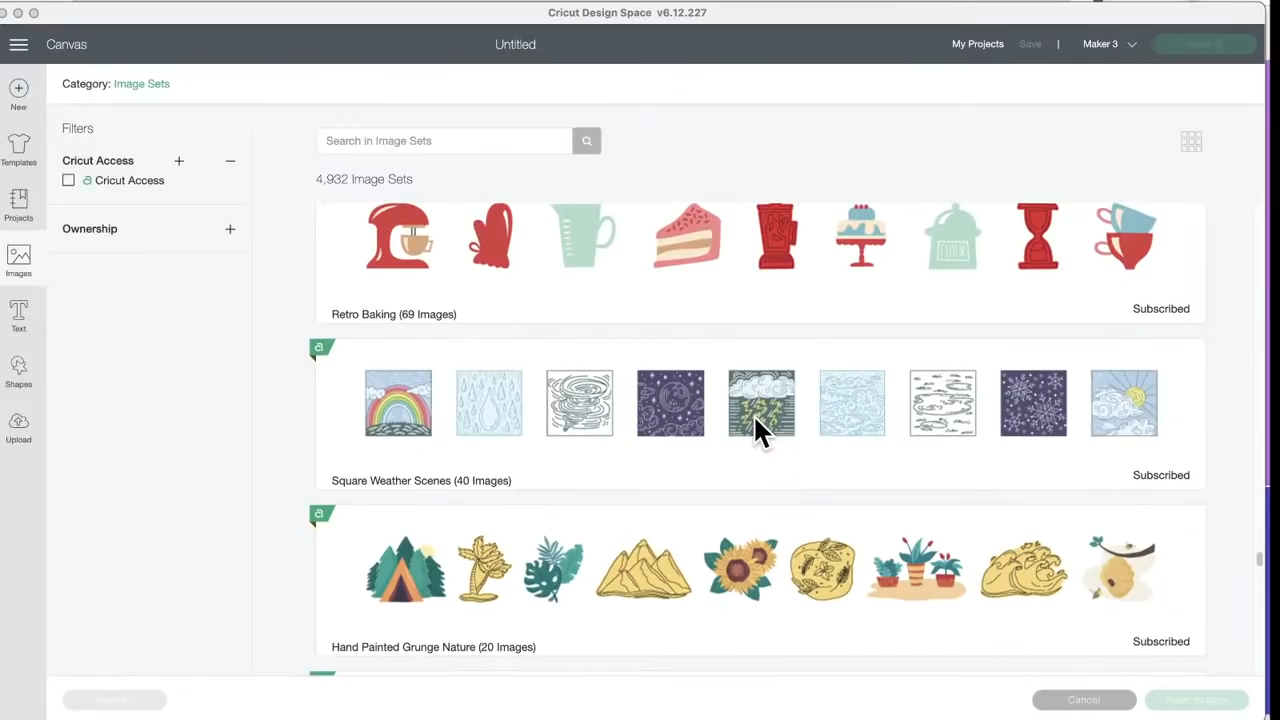 Cricut Design Space v6.12.227
Canvas
Untitled
My Projects Save | Maker 3
Category: Image Sets
New
Templates
Projects
Images
Text
Shapes
Upload
Filters
Cricut Access + −
Cricut Access
Ownership +
Search in Image Sets
4,932 Image Sets
FLOUR
Retro Baking (69 Images)
Subscribed
Square Weather Scenes (40 Images)
Subscribed
Hand Painted Grunge Nature (20 Images)
Subscribed
Cancel